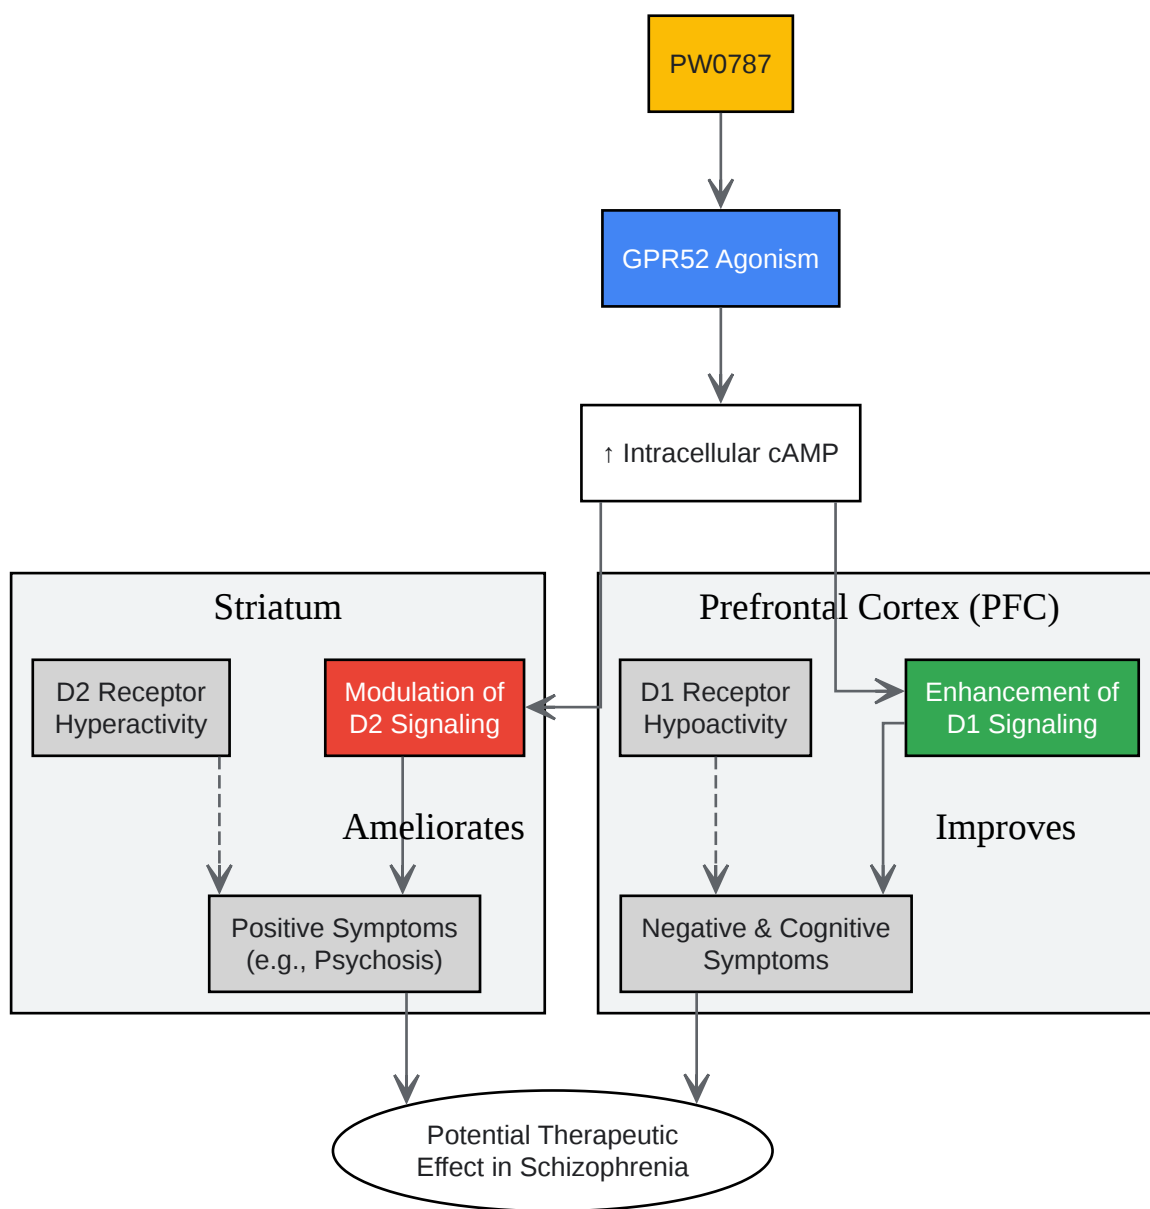 PW0787
GPR52 Agonism
↑ Intracellular cAMP
Striatum
D2 Receptor
Hyperactivity
Modulation of
D2 Signaling
Ameliorates
Positive Symptoms
(e.g., Psychosis)
Prefrontal Cortex (PFC)
D1 Receptor
Hypoactivity
Enhancement of
D1 Signaling
Improves
Negative & Cognitive
Symptoms
Potential Therapeutic
Effect in Schizophrenia